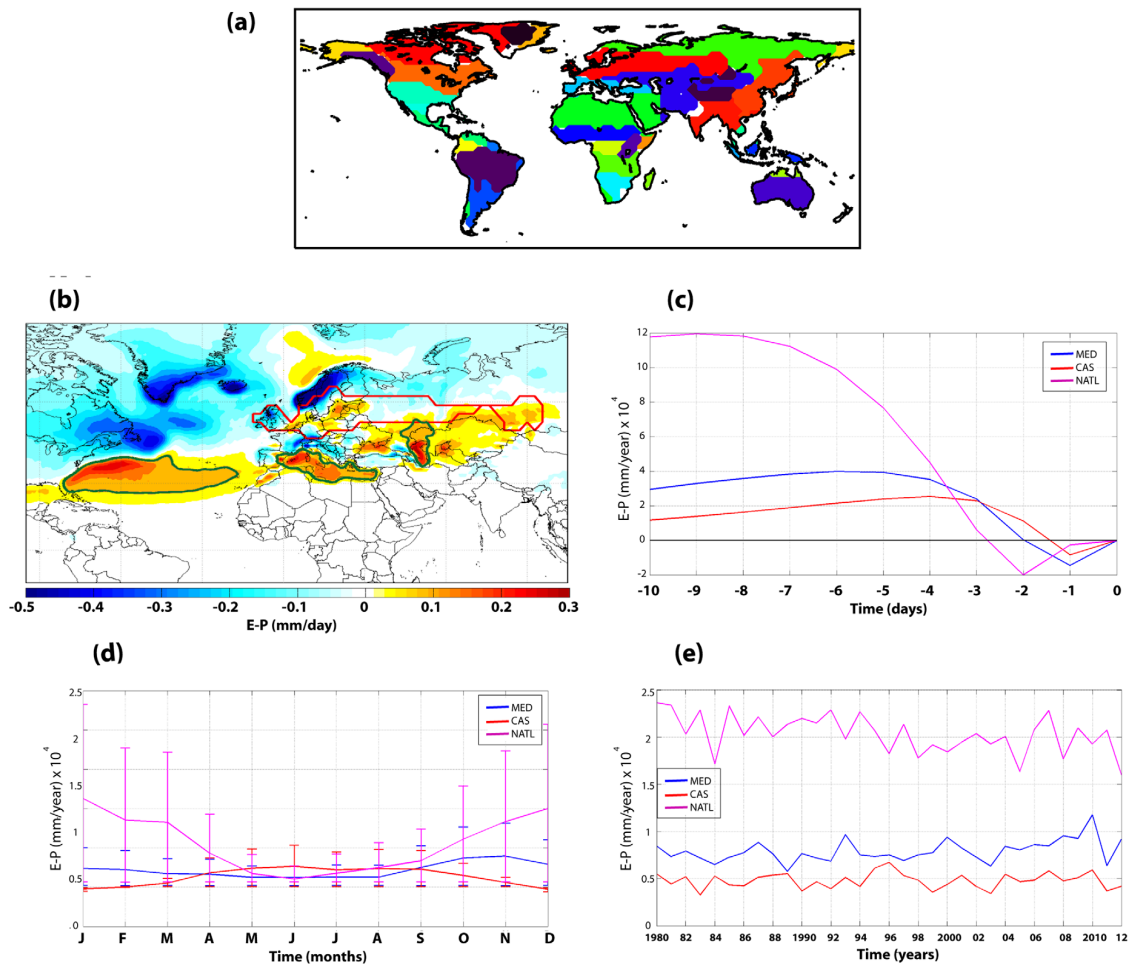 (a)
(b)
-0.5 -0.4 -0.3 -0.2 -0.1 0 0.1 0.2 0.3
E-P (mm/day)
(c)
E-P (mm/year) x 10 4
12
10
8
6
4
2
0
-2
MED
CAS
NATL
-10 -9 -8 -7 -6 -5 -4 -3 -2 -1 0
Time (days)
(d)
E-P (mm/year) x 10 4
2.5
2
1.5
1
0.5
0
MED
CAS
NATL
J F M A M J J A S O N D
Time (months)
(e)
E-P (mm/year) x 10 4
2.5
2
1.5
1
0.5
0
MED
CAS
NATL
1980 82 84 86 88 1990 92 94 96 98 2000 02 04 06 08 2010 12
Time (years)